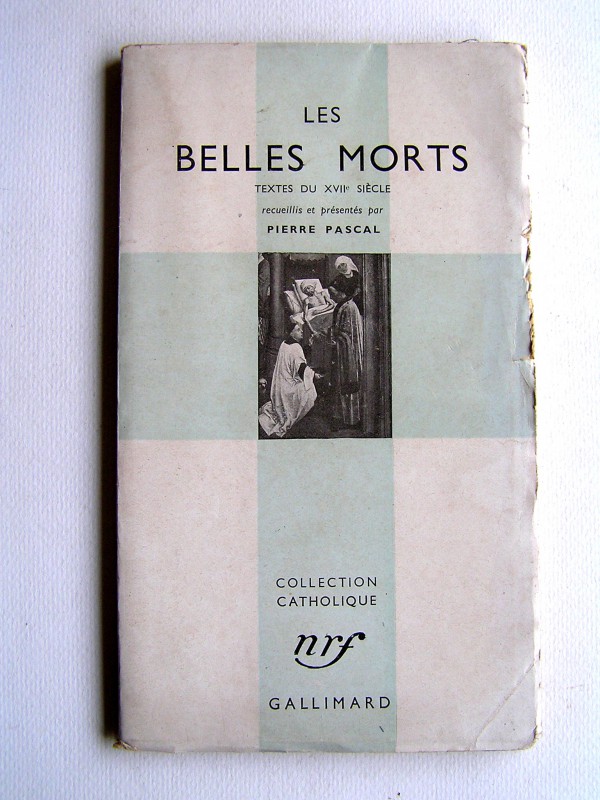 LES
BELLES MORTS
TEXTES DU XVIIe SIÈCLE
recueillis et présentés par
PIERRE PASCAL
COLLECTION
CATHOLIQUE
nrf
GALLIMARD